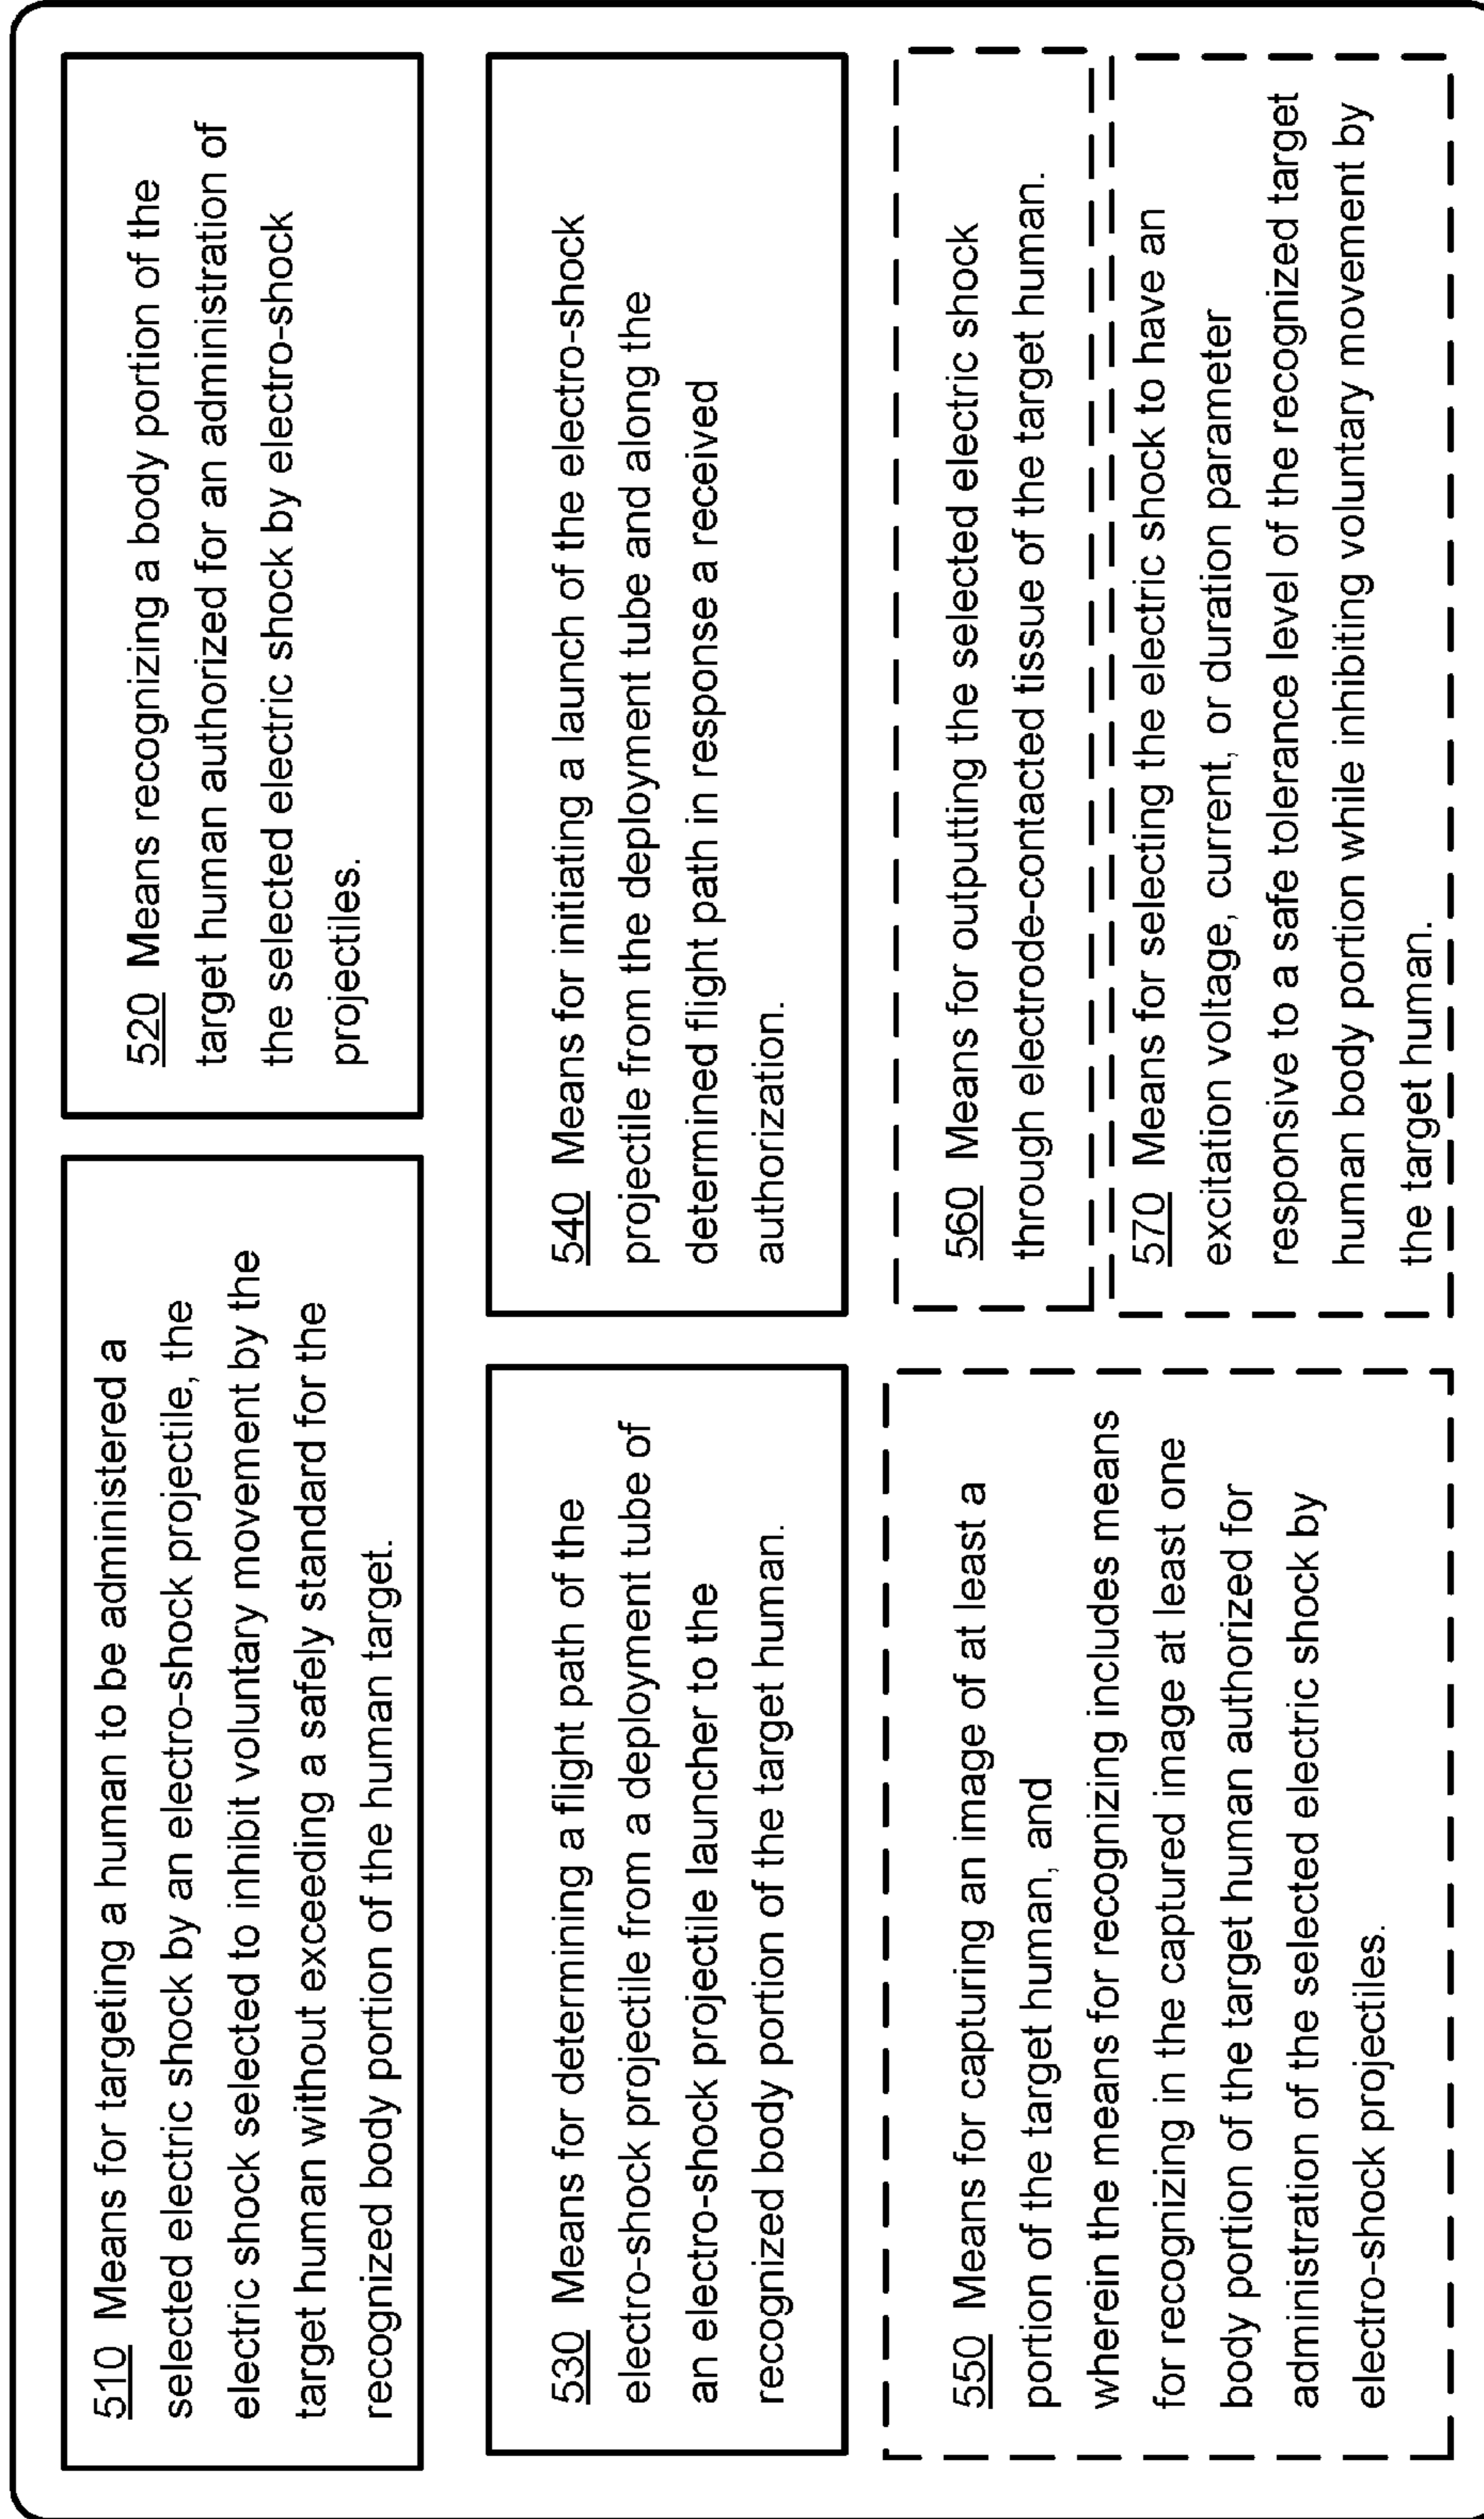 510 Means for targeting a human to be administered a
selected electric shock by an electro-shock projectile, the
electric shock selected to inhibit voluntary movement by the
target human without exceeding a safely standard for the
recognized body portion of the human target.
520 Means recognizing a body portion of the
target human authorized for an administration of
the selected electric shock by electro-shock
projectiles.
530 Means for determining a flight path of the
electro-shock projectile from a deployment tube of
an electro-shock projectile launcher to the
recognized body portion of the target human.
540 Means for initiating a launch of the electro-shock
projectile from the deployment tube and along the
determined flight path in response a received
authorization.
550 Means for capturing an image of at least a
portion of the target human, and
wherein the means for recognizing includes means
for recognizing in the captured image at least one
body portion of the target human authorized for
administration of the selected electric shock by
electro-shock projectiles.
560 Means for outputting the selected electric shock
through electrode-contacted tissue of the target human.
570 Means for selecting the electric shock to have an
excitation voltage, current, or duration parameter
responsive to a safe tolerance level of the recognized target
human body portion while inhibiting voluntary movement by
the target human.